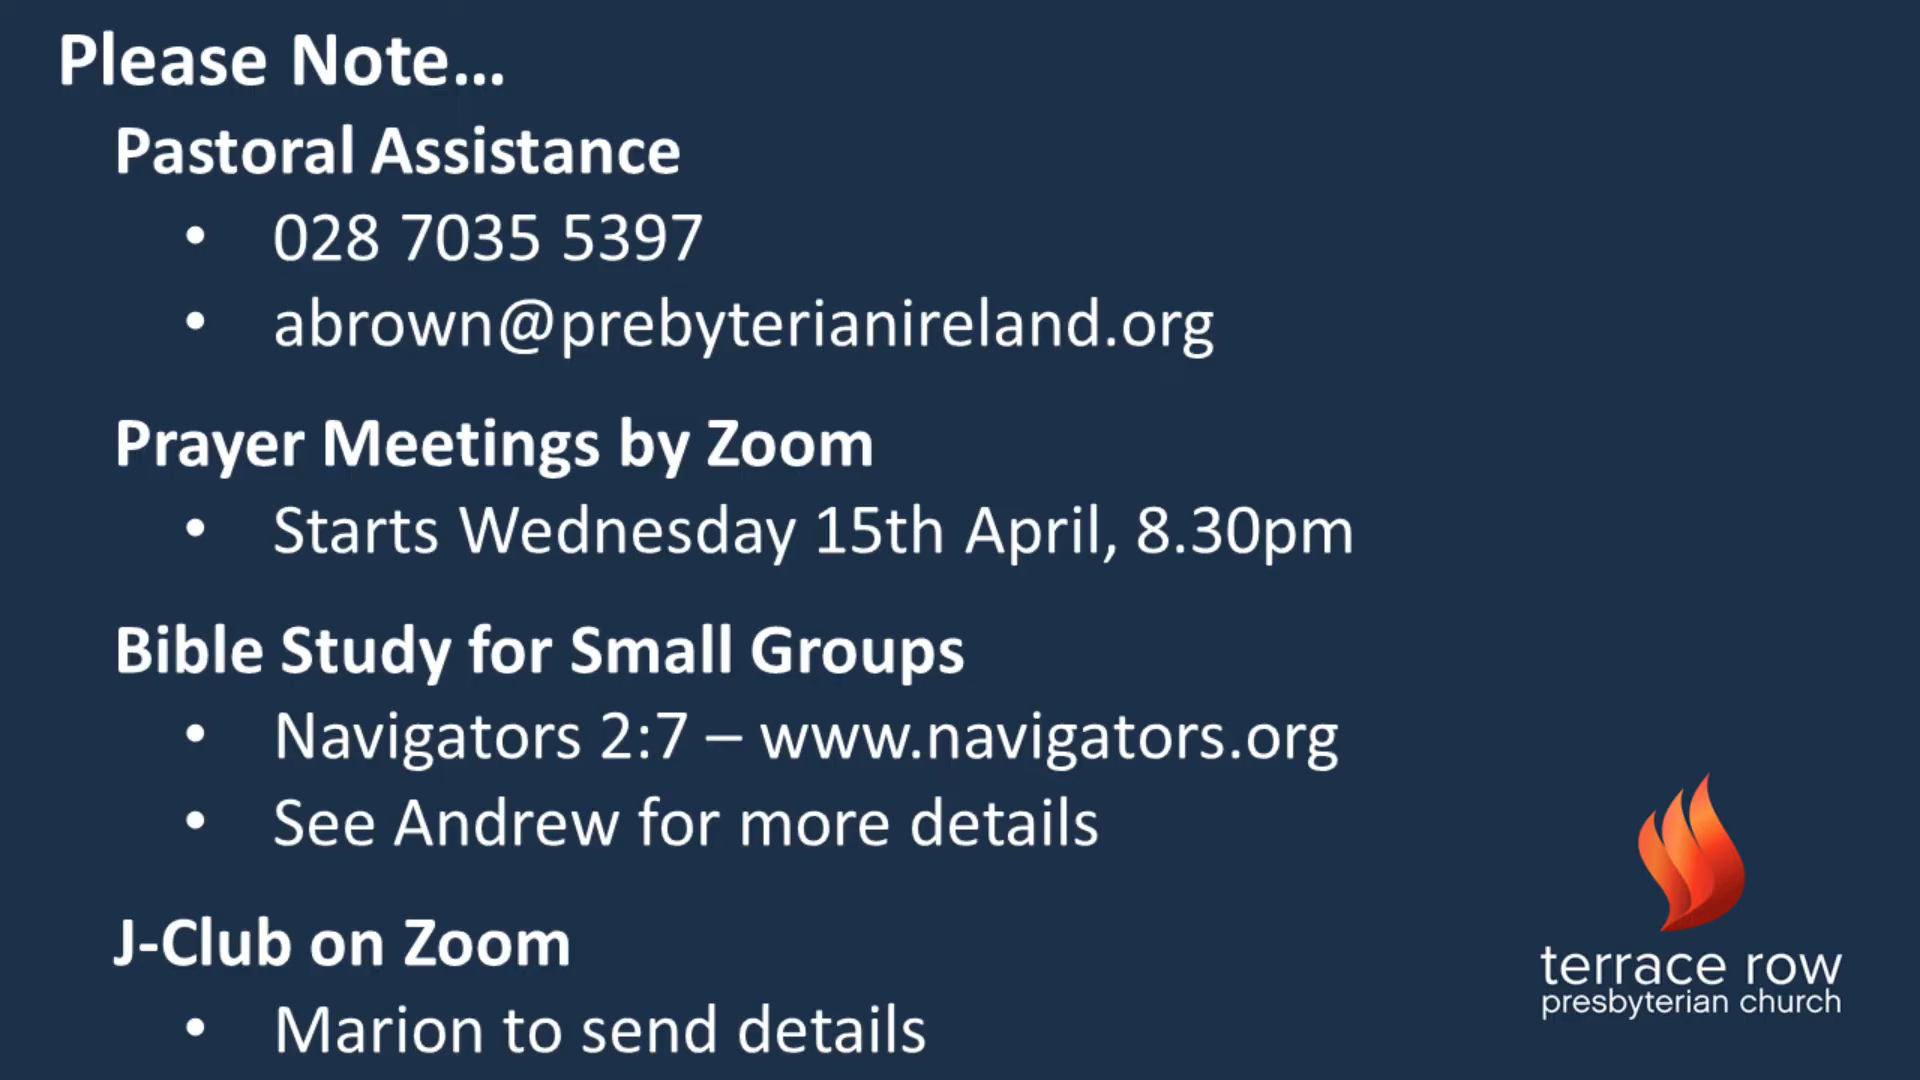 Please Note...
Pastoral Assistance
• 028 7035 5397
• abrown@prebyterianireland.org
Prayer Meetings by Zoom
• Starts Wednesday 15th April, 8.30pm
Bible Study for Small Groups
• Navigators 2:7 – www.navigators.org
• See Andrew for more details
J-Club on Zoom
• Marion to send details
terrace row
presbyterian church